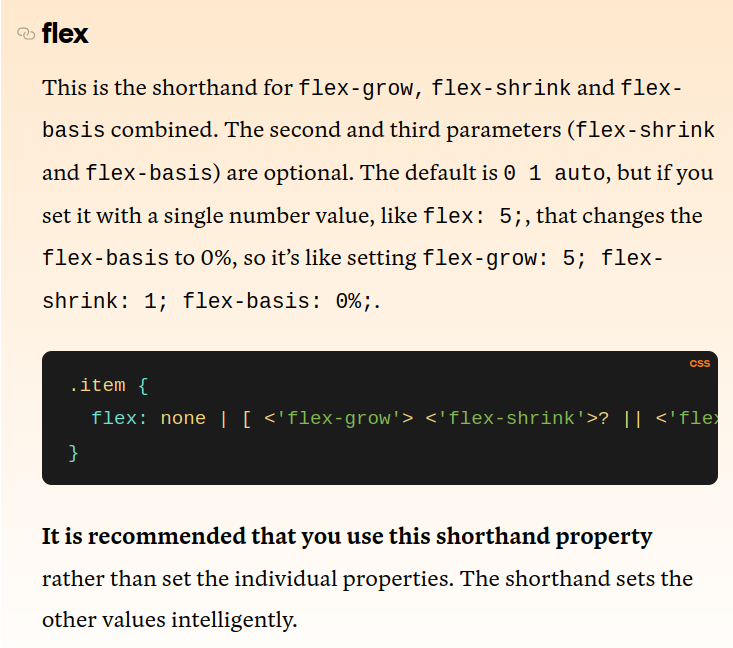 flex
This is the shorthand for flex-grow, flex-shrink and flex-
basis combined. The second and third parameters (flex-shrink
and flex-basis) are optional. The default is 0 1 auto, but if you
set it with a single number value, like flex: 5;, that changes the
flex-basis to 0%, so it’s like setting flex-grow: 5; flex-
shrink: 1; flex-basis: 0%;.
CSS
.item {
  flex: none | [ <'flex-grow'> <'flex-shrink'>? || <'flex
}
It is recommended that you use this shorthand property
rather than set the individual properties. The shorthand sets the
other values intelligently.